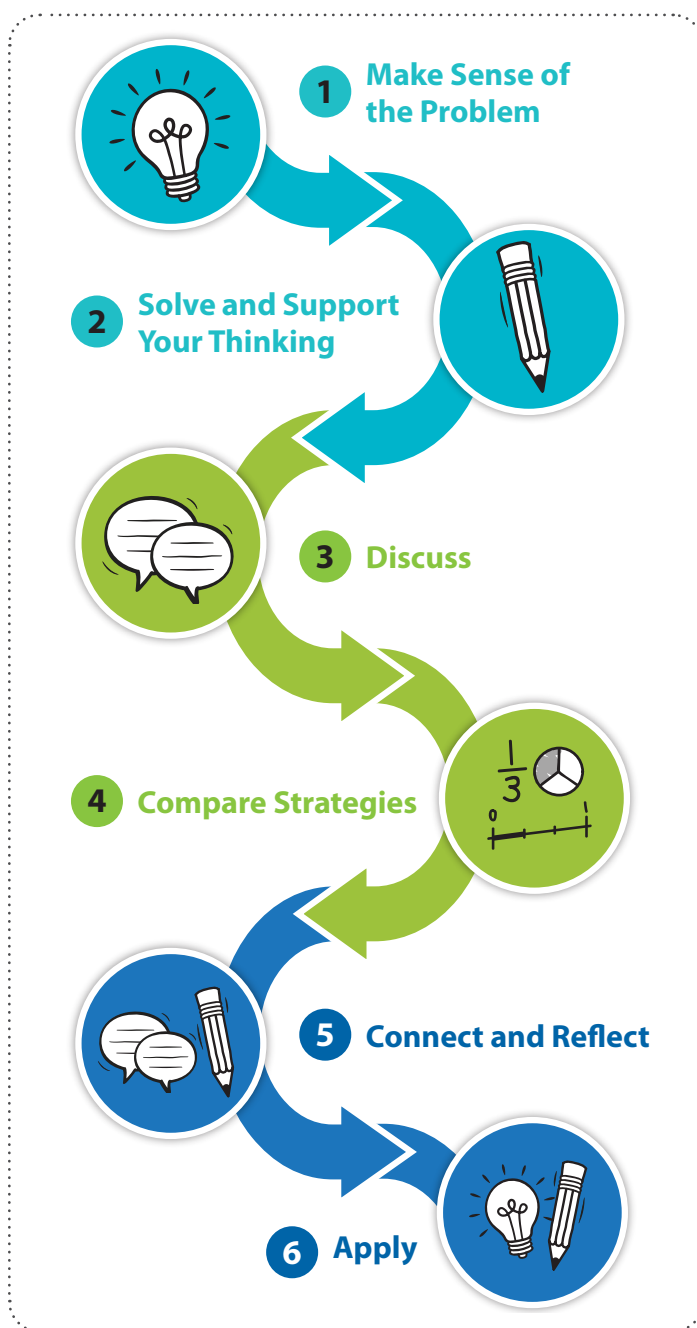 1 Make Sense of
the Problem
2 Solve and Support
Your Thinking
3 Discuss
1
3
0 1
4 Compare Strategies
5 Connect and Reflect
6 Apply